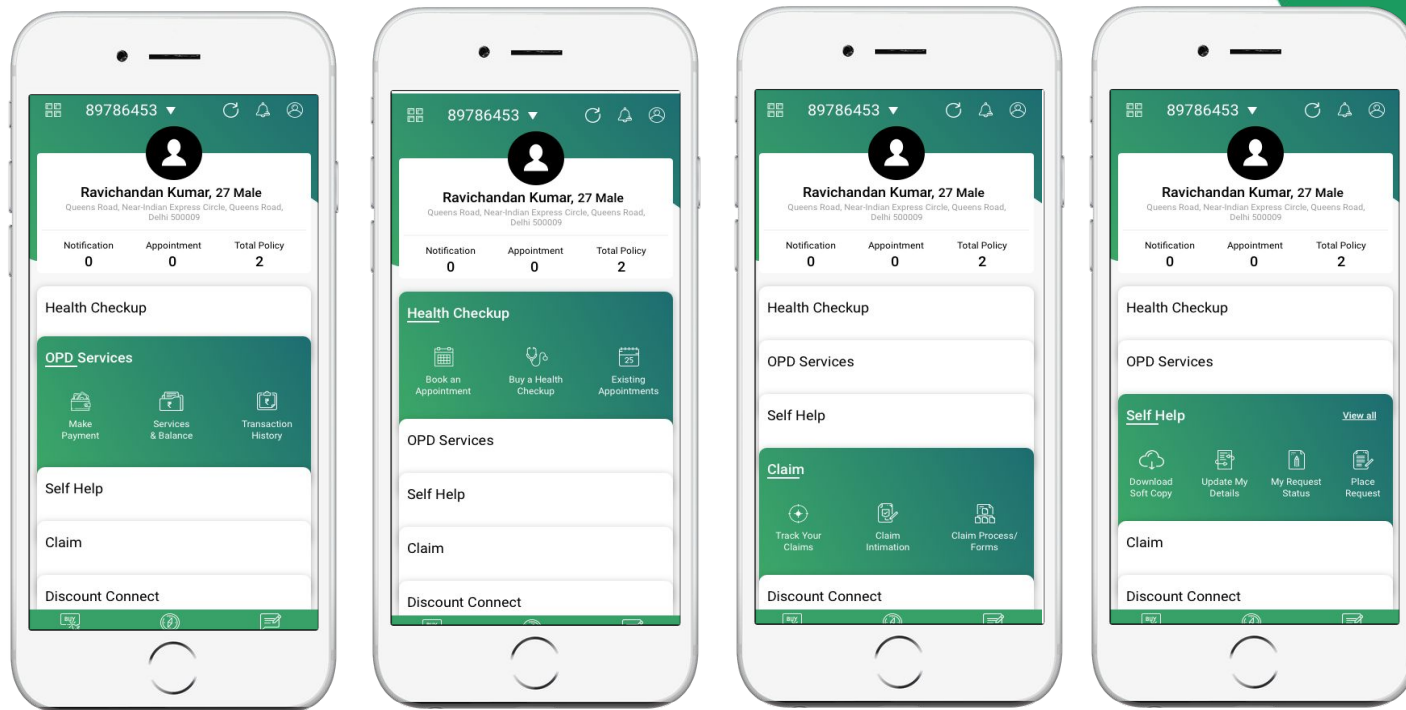 89786453
Ravichandan Kumar, 27 Male
Queens Road, Near-Indian Express Circle, Queens Road,
Delhi 500009
Notification Appointment Total Policy
0 0 2
Health Checkup
OPD Services
Make Services Transaction
Payment & Balance History
Self Help
Claim
Discount Connect
BUY
89786453
Ravichandan Kumar, 27 Male
Queens Road, Near-Indian Express Circle, Queens Road,
Delhi 500009
Notification Appointment Total Policy
0 0 2
Health Checkup
25
Book an Buy a Health Existing
Appointment Checkup Appointments
OPD Services
Self Help
Claim
Discount Connect
89786453
Ravichandan Kumar, 27 Male
Queens Road, Near-Indian Express Circle, Queens Road,
Delhi 500009
Notification Appointment Total Policy
0 0 2
Health Checkup
OPD Services
Self Help
Claim
Track Your Claim Claim Process/
Claims Intimation Forms
Discount Connect
BUY
89786453
Ravichandan Kumar, 27 Male
Queens Road, Near-Indian Express Circle, Queens Road,
Delhi 500009
Notification Appointment Total Policy
0 0 2
Health Checkup
OPD Services
Self Help View all
Download Update My My Request Place
Soft Copy Details Status Request
Claim
Discount Connect
BUY